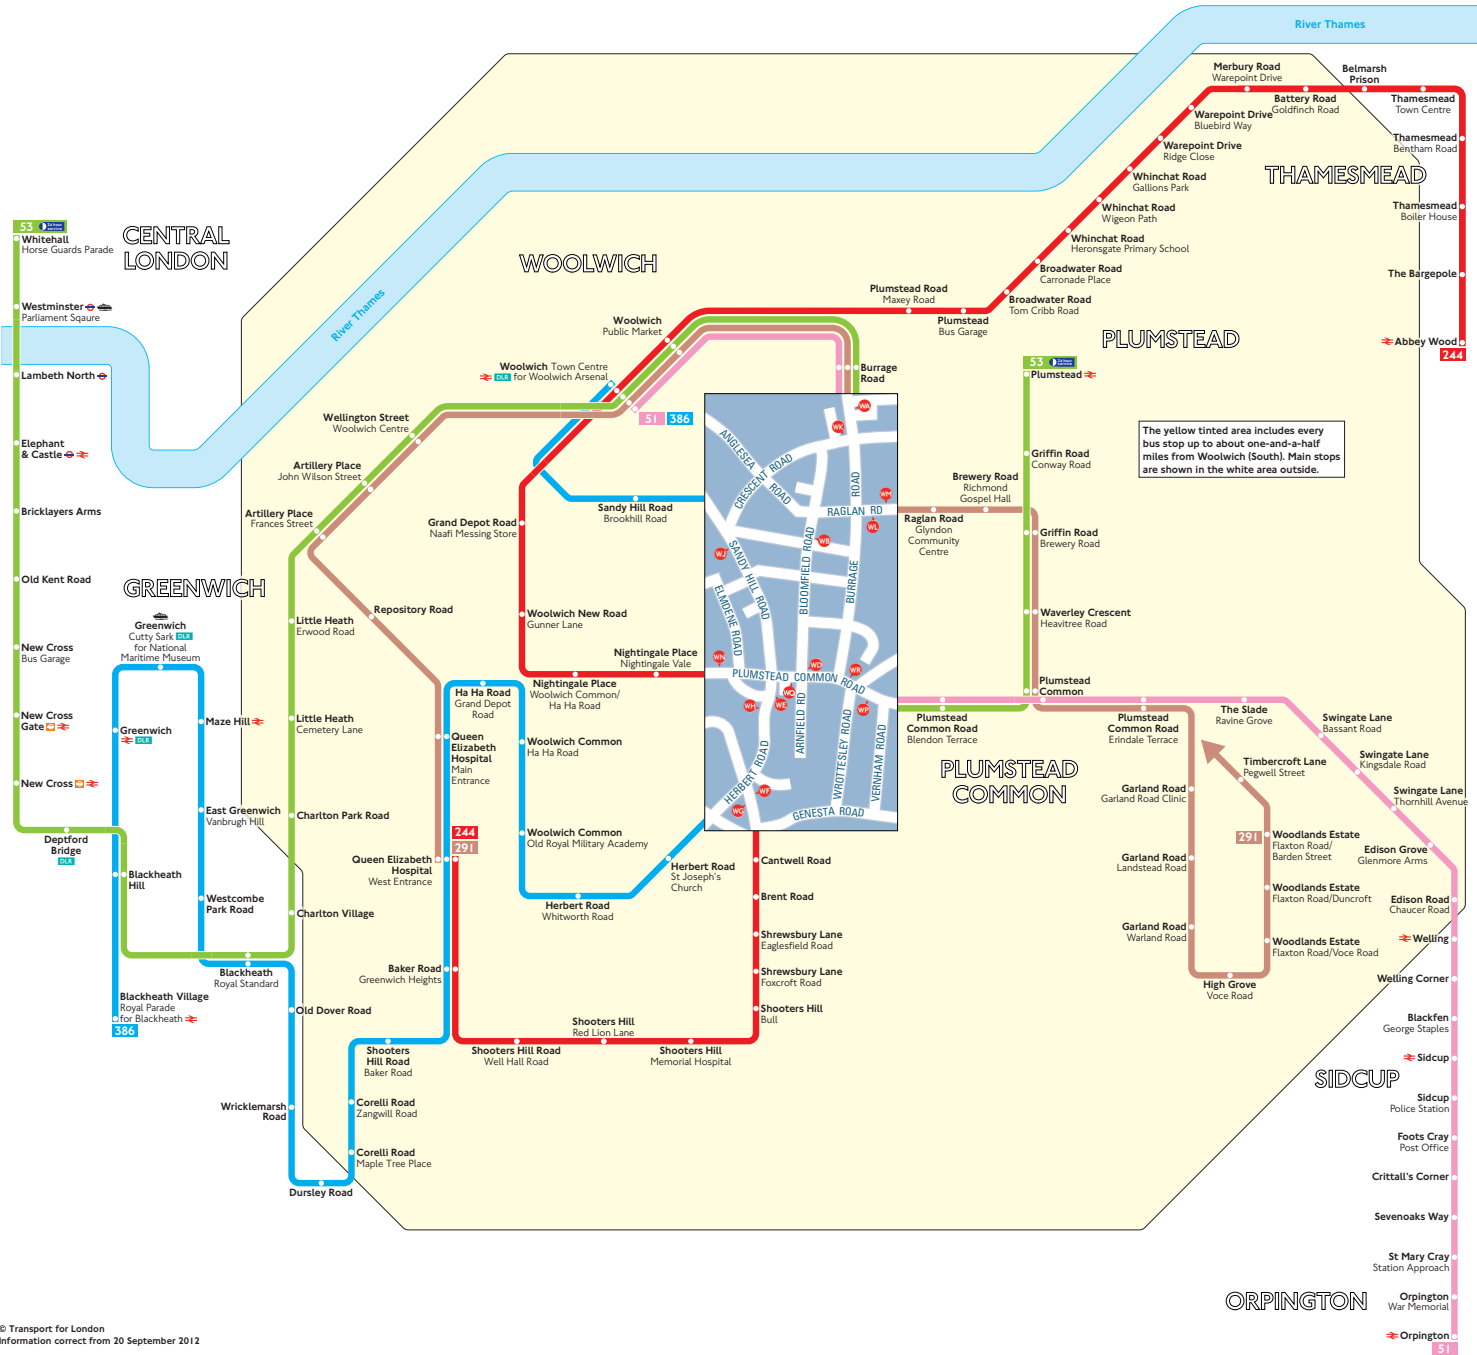 River Thames
53
24 hour
service
Whitehall
Horse Guards Parade
CENTRAL
LONDON
Westminster
Parliament Sqaure
River Thames
Lambeth North
Elephant
& Castle
Bricklayers Arms
Old Kent Road
New Cross
Bus Garage
New Cross
Gate
New Cross
Deptford
Bridge
DLR
GREENWICH
Greenwich
Cutty Sark DLR
for National
Maritime Museum
Greenwich
DLR
Maze Hill
East Greenwich
Vanbrugh Hill
Westcombe
Park Road
Blackheath
Hill
Blackheath
Royal Standard
Blackheath Village
Royal Parade
for Blackheath
386
Old Dover Road
Wricklemarsh
Road
Dursley Road
Corelli Road
Maple Tree Place
Corelli Road
Zangwill Road
Shooters
Hill Road
Baker Road
Baker Road
Greenwich Heights
WOOLWICH
Woolwich
Public Market
Woolwich Town Centre
DLR for Woolwich Arsenal
51
386
Wellington Street
Woolwich Centre
Artillery Place
John Wilson Street
Artillery Place
Frances Street
Little Heath
Erwood Road
Little Heath
Cemetery Lane
Charlton Park Road
Charlton Village
Repository Road
Grand Depot Road
Naafi Messing Store
Sandy Hill Road
Brookhill Road
Woolwich New Road
Gunner Lane
Nightingale Place
Nightingale Vale
Nightingale Place
Woolwich Common/
Ha Ha Road
Ha Ha Road
Grand Depot
Road
Queen
Elizabeth
Hospital
Main
Entrance
Woolwich Common
Ha Ha Road
Woolwich Common
Old Royal Military Academy
244
291
Queen Elizabeth
Hospital
West Entrance
Herbert Road
Whitworth Road
Herbert Road
St Joseph's
Church
Cantwell Road
Brent Road
Shrewsbury Lane
Eaglesfield Road
Shrewsbury Lane
Foxcroft Road
Shooters Hill
Bull
Shooters Hill
Red Lion Lane
Shooters Hill Road
Well Hall Road
Shooters Hill
Memorial Hospital
Burrage
Road
WA
WK
ANGLESEA
ROAD
CRESCENT ROAD
BURRAGE
ROAD
WM
RAGLAN RD
WL
WB
WJ
SANDY HILL ROAD
BLOOMFIELD ROAD
ELMDENE ROAD
WN
WD
WR
PLUMSTEAD COMMON ROAD
WQ
WH
WE
WP
ARNFIELD RD
WROTTESLEY ROAD
VERNHAM ROAD
HERBERT ROAD
WF
WG
GENESTA ROAD
Plumstead Road
Maxey Road
Plumstead
Bus Garage
Broadwater Road
Tom Cribb Road
Broadwater Road
Carronade Place
Whinchat Road
Heronsgate Primary School
Whinchat Road
Wigeon Path
Whinchat Road
Gallions Park
Warepoint Drive
Ridge Close
Warepoint Drive
Bluebird Way
Merbury Road
Warepoint Drive
Battery Road
Goldfinch Road
Belmarsh
Prison
Thamesmead
Town Centre
Thamesmead
Bentham Road
THAMESMEAD
Thamesmead
Boiler House
The Bargepole
Abbey Wood
244
PLUMSTEAD
53
24 hour
service
Plumstead
Griffin Road
Conway Road
The yellow tinted area includes every
bus stop up to about one-and-a-half
miles from Woolwich (South). Main stops
are shown in the white area outside.
Brewery Road
Richmond
Gospel Hall
Raglan Road
Glyndon
Community
Centre
Griffin Road
Brewery Road
Waverley Crescent
Heavitree Road
Plumstead
Common
Plumstead
Common Road
Blendon Terrace
PLUMSTEAD
COMMON
Plumstead
Common Road
Erindale Terrace
The Slade
Ravine Grove
Swingate Lane
Bassant Road
Swingate Lane
Kingsdale Road
Swingate Lane
Thornhill Avenue
Timbercroft Lane
Pegwell Street
Garland Road
Garland Road Clinic
Garland Road
Landstead Road
Garland Road
Warland Road
291
Woodlands Estate
Flaxton Road/
Barden Street
Woodlands Estate
Flaxton Road/Duncroft
Woodlands Estate
Flaxton Road/Voce Road
High Grove
Voce Road
Edison Grove
Glenmore Arms
Edison Road
Chaucer Road
Welling
Welling Corner
Blackfen
George Staples
Sidcup
SIDCUP
Sidcup
Police Station
Foots Cray
Post Office
Crittall's Corner
Sevenoaks Way
St Mary Cray
Station Approach
ORPINGTON
Orpington
War Memorial
Orpington
51
© Transport for London
Information correct from 20 September 2012